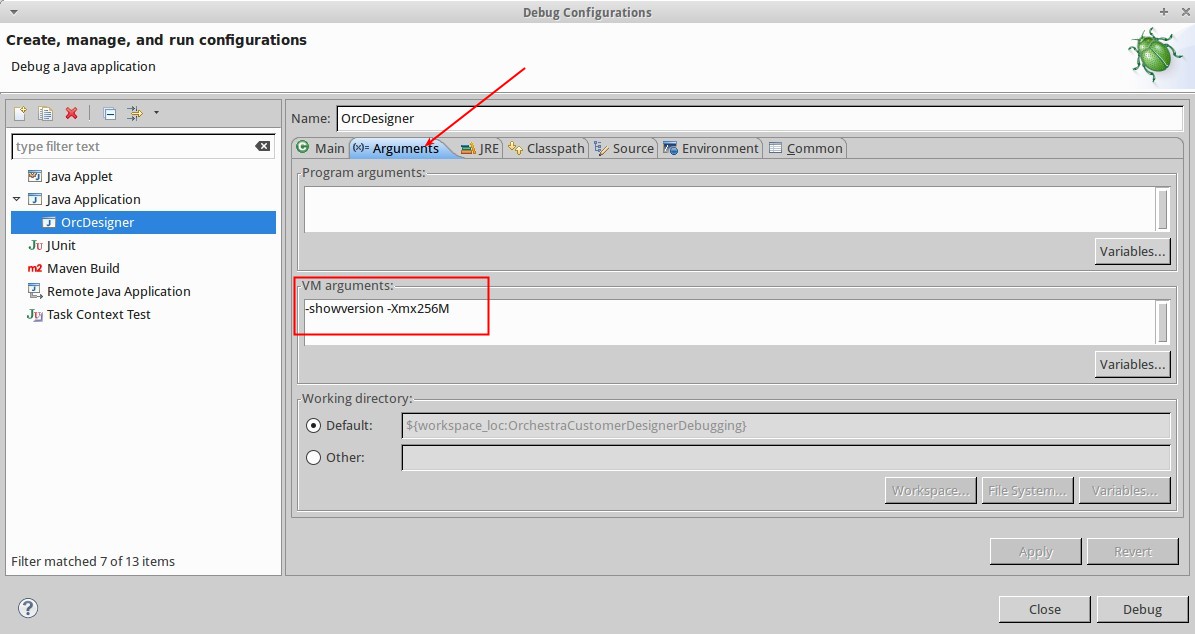 Debug Configurations
Create, manage, and run configurations
Debug a Java application
type filter text
Java Applet
Java Application
OrcDesigner
JUnit
Maven Build
Remote Java Application
Task Context Test
Filter matched 7 of 13 items
Name: OrcDesigner
Main (x)= Arguments JRE Classpath Source Environment Common
Program arguments:
Variables...
VM arguments:
-showversion -Xmx256M
Variables...
Working directory:
Default: ${workspace_loc:OrchestraCustomerDesignerDebugging}
Other:
Workspace... File System... Variables...
Apply Revert
Close Debug